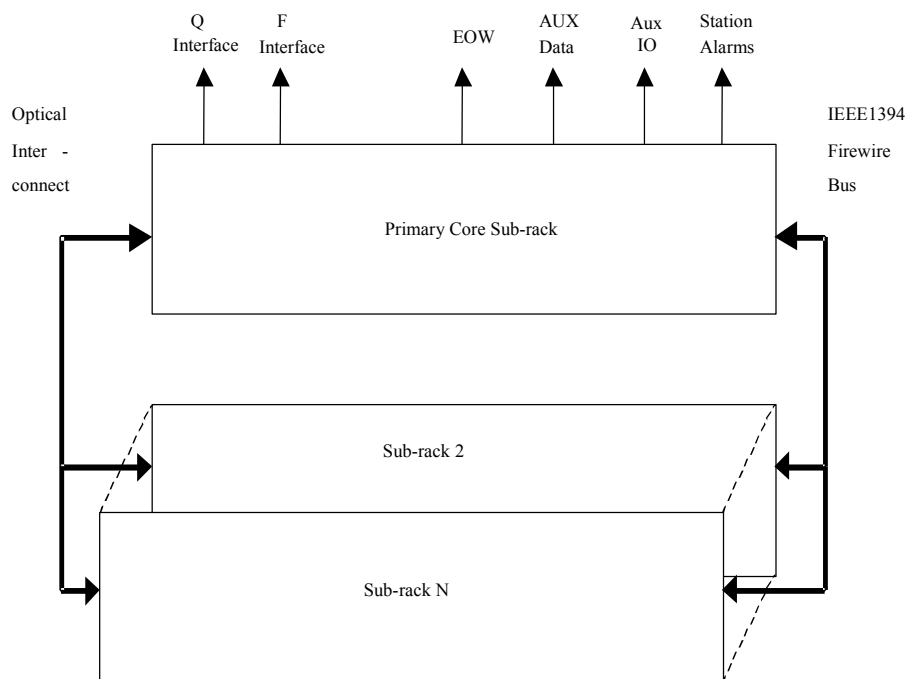 Q
Interface
F
Interface
EOW
AUX
Data
Aux
IO
Station
Alarms
Optical
Inter -
connect
IEEE1394
Firewire
Bus
Primary Core Sub-rack
Sub-rack 2
Sub-rack N